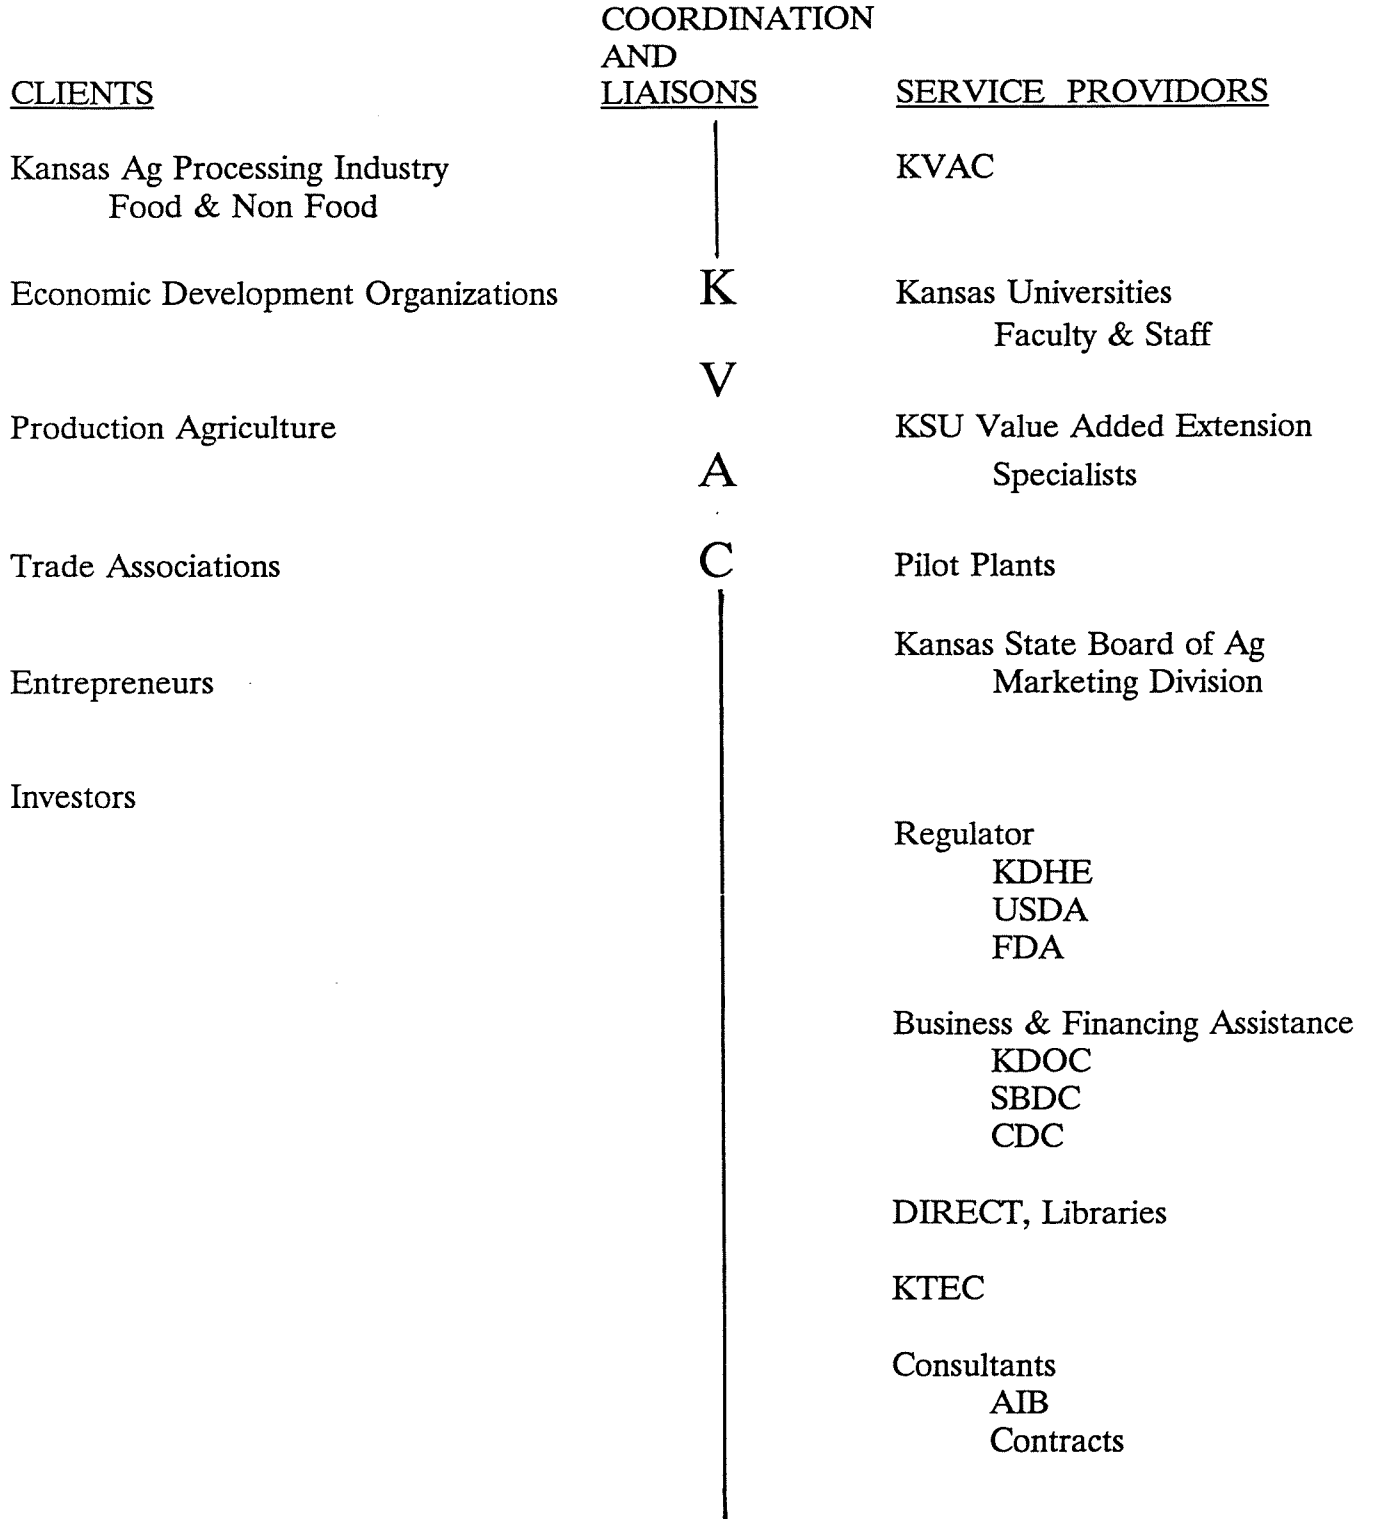 CLIENTS
Kansas Ag Processing Industry
Food & Non Food
Economic Development Organizations
Production Agriculture
Trade Associations
Entrepreneurs
Investors
COORDINATION
AND
LIAISONS
K
V
A
C
SERVICE PROVIDORS
KVAC
Kansas Universities
Faculty & Staff
KSU Value Added Extension
Specialists
Pilot Plants
Kansas State Board of Ag
Marketing Division
Regulator
KDHE
USDA
FDA
Business & Financing Assistance
KDOC
SBDC
CDC
DIRECT, Libraries
KTEC
Consultants
AIB
Contracts